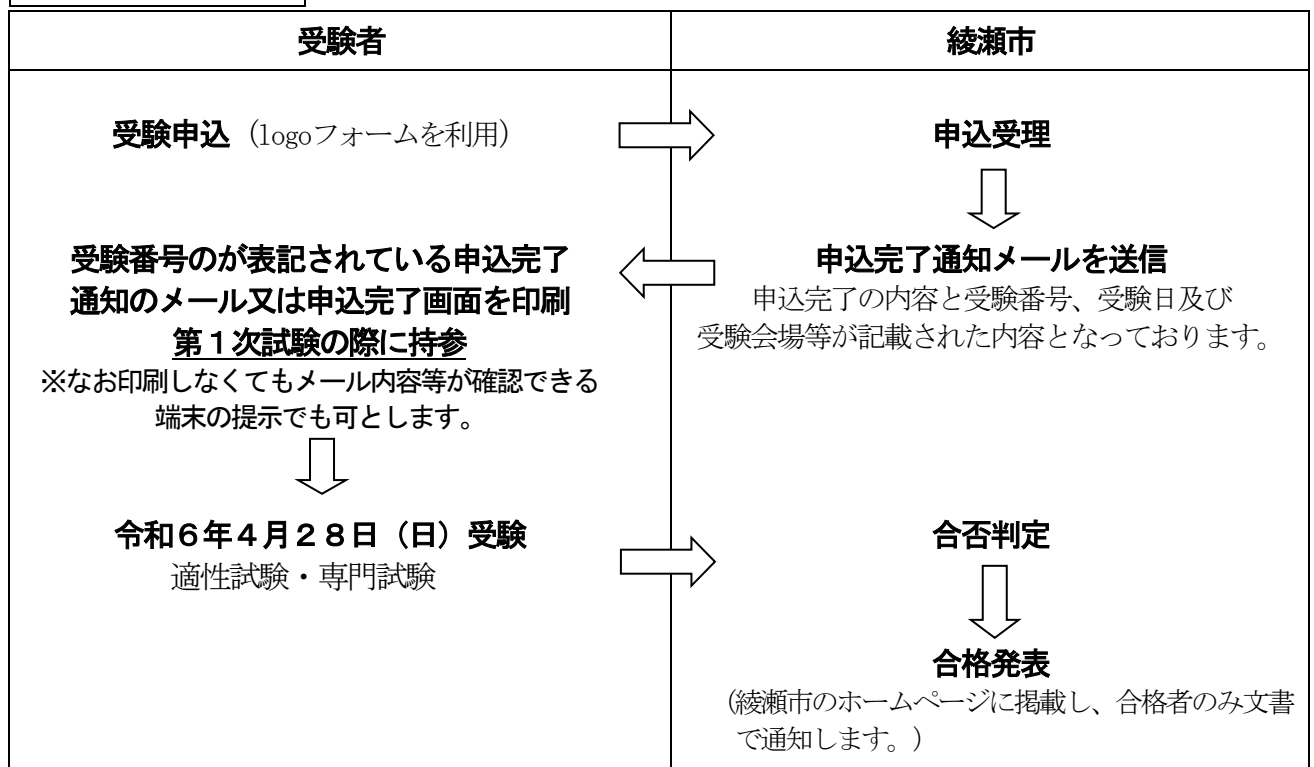 受験者
綾瀬市
受験申込（logoフォームを利用）
申込受理
受験番号のが表記されている申込完了
通知のメール又は申込完了画面を印刷
第１次試験の際に持参
※なお印刷しなくてもメール内容等が確認できる
端末の提示でも可とします。
申込完了通知メールを送信
申込完了の内容と受験番号、受験日及び
受験会場等が記載された内容となっております。
令和６年４月２８日（日）受験
適性試験・専門試験
合否判定
合格発表
(綾瀬市のホームページに掲載し、合格者のみ文書
で通知します。)